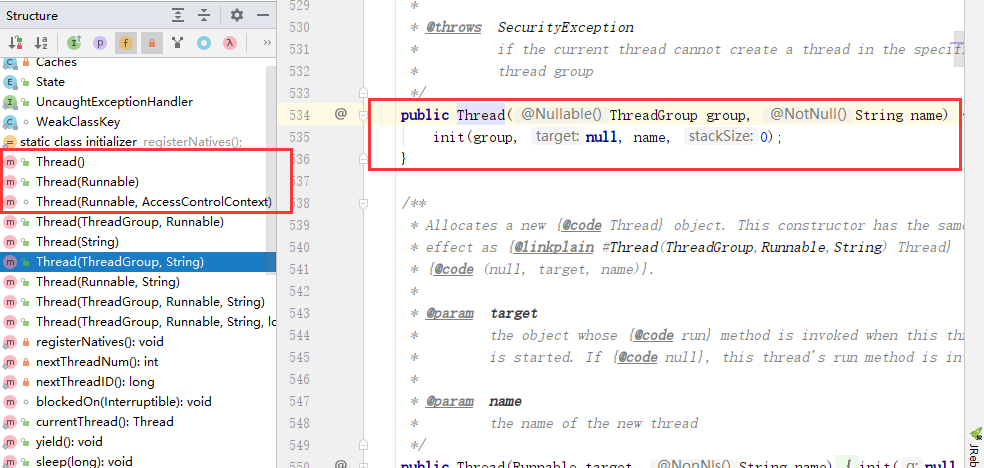 Structure
Caches
State
UncaughtExceptionHandler
WeakClassKey
static class initializer registerNatives();
Thread()
Thread(Runnable)
Thread(Runnable, AccessControlContext)
Thread(ThreadGroup, Runnable)
Thread(String)
Thread(ThreadGroup, String)
Thread(Runnable, String)
Thread(ThreadGroup, Runnable, String)
Thread(ThreadGroup, Runnable, String, lo
registerNatives(): void
nextThreadNum(): int
nextThreadID(): long
blockedOn(Interruptible): void
currentThread(): Thread
yield(): void
sleep(long): void
529 *
530 * @throws SecurityException
531 * if the current thread cannot create a thread in the specif
532 * thread group
533 */
534 @ public Thread( @Nullable() ThreadGroup group, @NotNull() String name)
535 init(group, target: null, name, stackSize: 0);
536 }
537
538 /**
539 * Allocates a new {@code Thread} object. This constructor has the same
540 * effect as {@linkplain #Thread(ThreadGroup,Runnable,String) Thread}
541 * {@code (null, target, name)}.
542 *
543 * @param target
544 * the object whose {@code run} method is invoked when this thr
545 * is started. If {@code null}, this thread's run method is in
546 *
547 * @param name
548 * the name of the new thread
549 */
550 @ public Thread(Runnable target, @NonNls() String name) { init( g: null
JReb